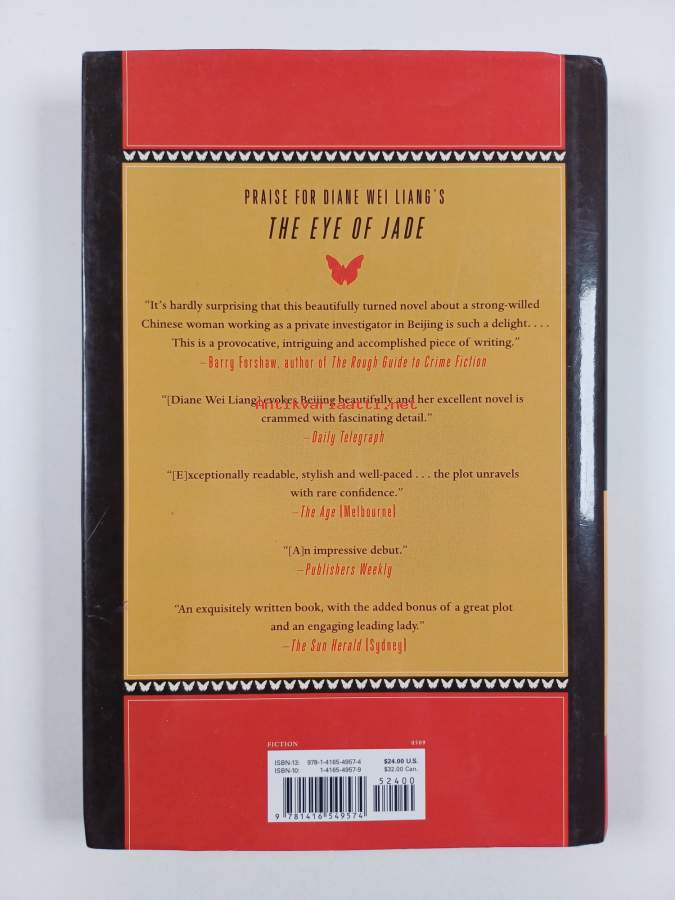 PRAISE FOR DIANE WEI LIANG'S
THE EYE OF JADE
“It's hardly surprising that this beautifully turned novel about a strong-willed
Chinese woman working as a private investigator in Beijing is such a delight. . . .
This is a provocative, intriguing and accomplished piece of writing.”
—Barry Forshaw, author of The Rough Guide to Crime Fiction
“[Diane Wei Liang] evokes Beijing beautifully and her excellent novel is
Antikvariaatti.net
crammed with fascinating detail.”
—Daily Telegraph
“[E]xceptionally readable, stylish and well-paced . . . the plot unravels
with rare confidence.”
—The Age [Melbourne]
“[A]n impressive debut.”
—Publishers Weekly
“An exquisitely written book, with the added bonus of a great plot
and an engaging leading lady.”
—The Sun Herald [Sydney]
FICTION 0109
ISBN-13: 978-1-4165-4957-4 $24.00 U.S.
ISBN-10: 1-4165-4957-9 $32.00 Can.
52400
9 781416 549574